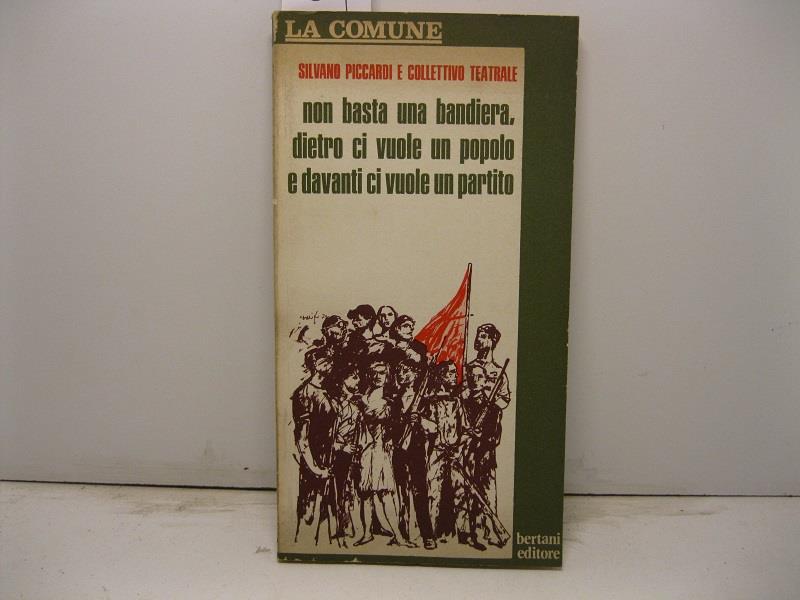 LA COMUNE
SILVANO PICCARDI E COLLETTIVO TEATRALE
non basta una bandiera,
dietro ci vuole un popolo
e davanti ci vuole un partito
bertani
editore